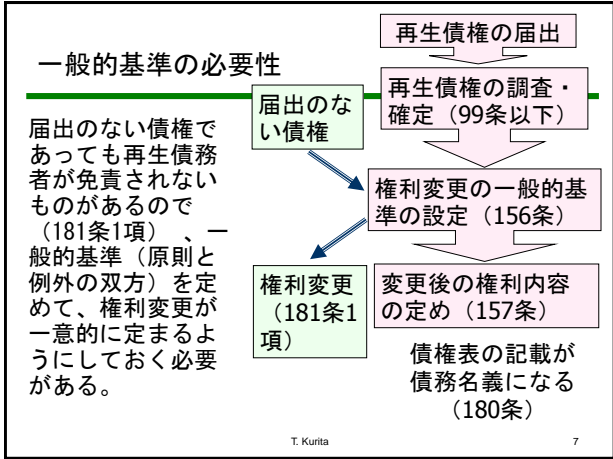 一般的基準の必要性
届出のない債権で
あっても再生債務
者が免責されない
ものがあるので
（181条1項）　、一
般的基準（原則と
例外の双方）を定
めて、権利変更が
一意的に定まるよ
うにしておく必要
がある。
再生債権の届出
再生債権の調査・
確定（99条以下）
届出のな
い債権
権利変更の一般的基
準の設定（156条）
権利変更
（181条1
項）
変更後の権利内容
の定め（157条）
債権表の記載が
債務名義になる
（180条）
T. Kurita
7